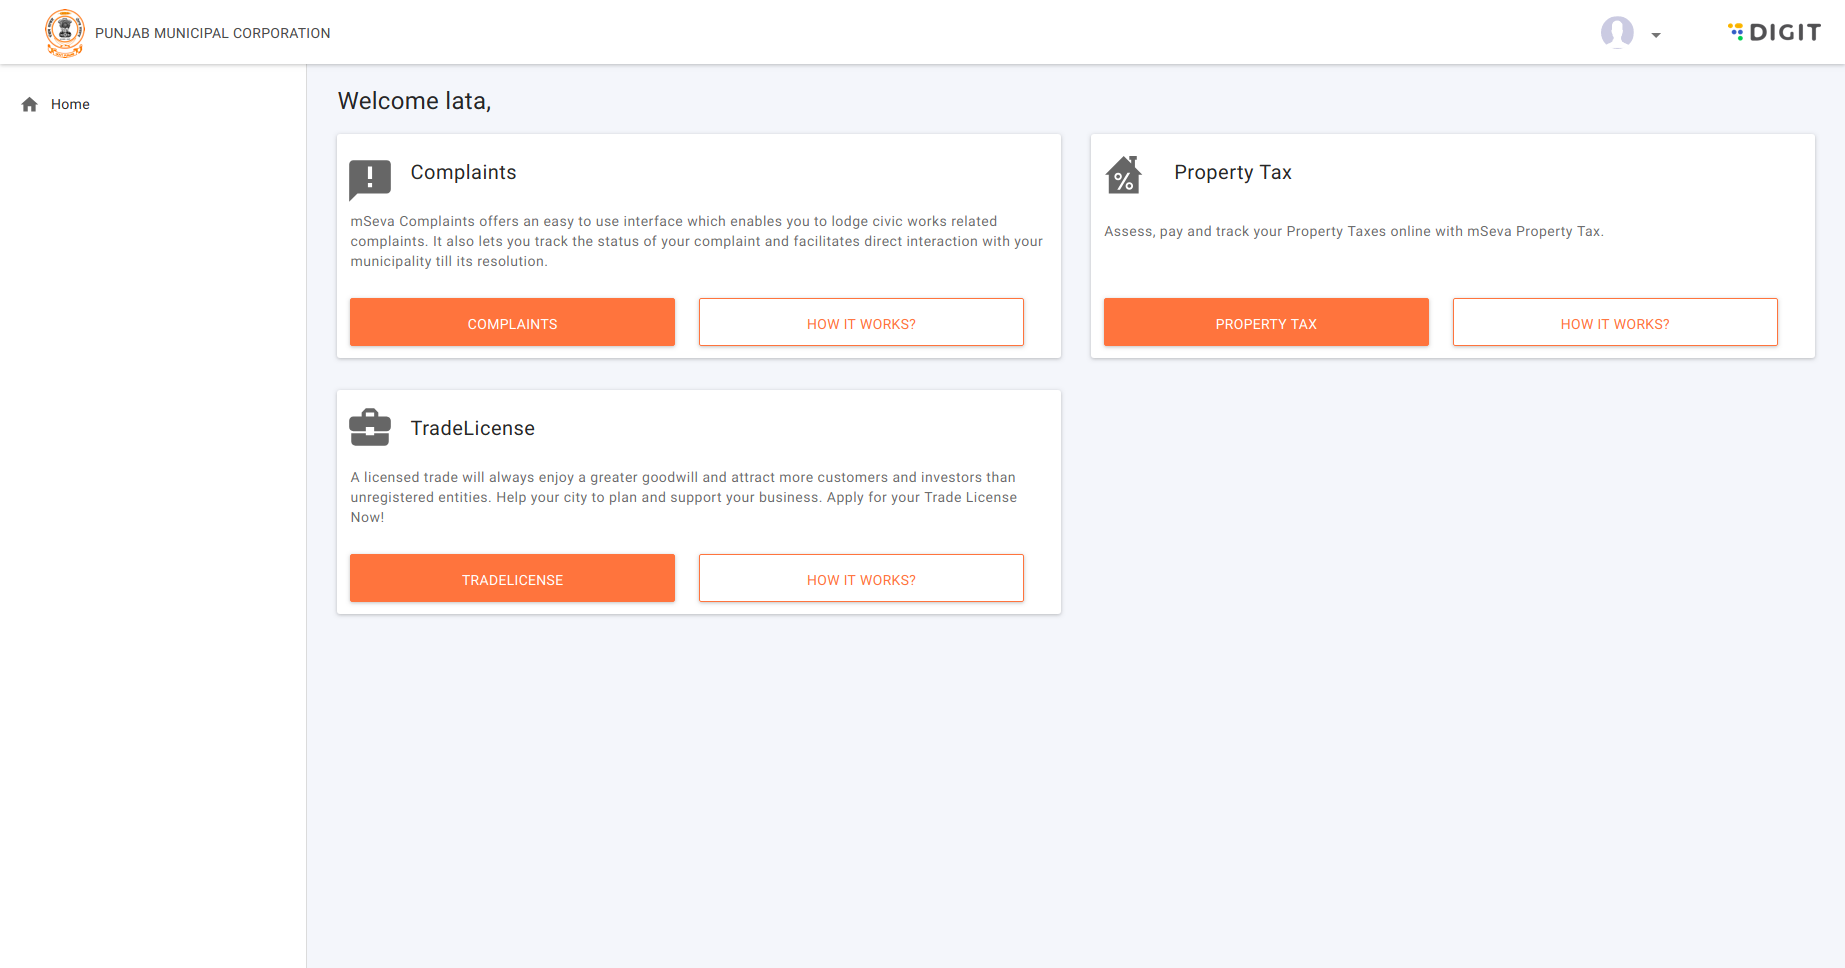 PUNJAB MUNICIPAL CORPORATION
DIGIT
Home
Welcome lata,
Complaints
mSeva Complaints offers an easy to use interface which enables you to lodge civic works related
complaints. It also lets you track the status of your complaint and facilitates direct interaction with your
municipality till its resolution.
COMPLAINTS
HOW IT WORKS?
Property Tax
Assess, pay and track your Property Taxes online with mSeva Property Tax.
PROPERTY TAX
HOW IT WORKS?
TradeLicense
A licensed trade will always enjoy a greater goodwill and attract more customers and investors than
unregistered entities. Help your city to plan and support your business. Apply for your Trade License
Now!
TRADELICENSE
HOW IT WORKS?